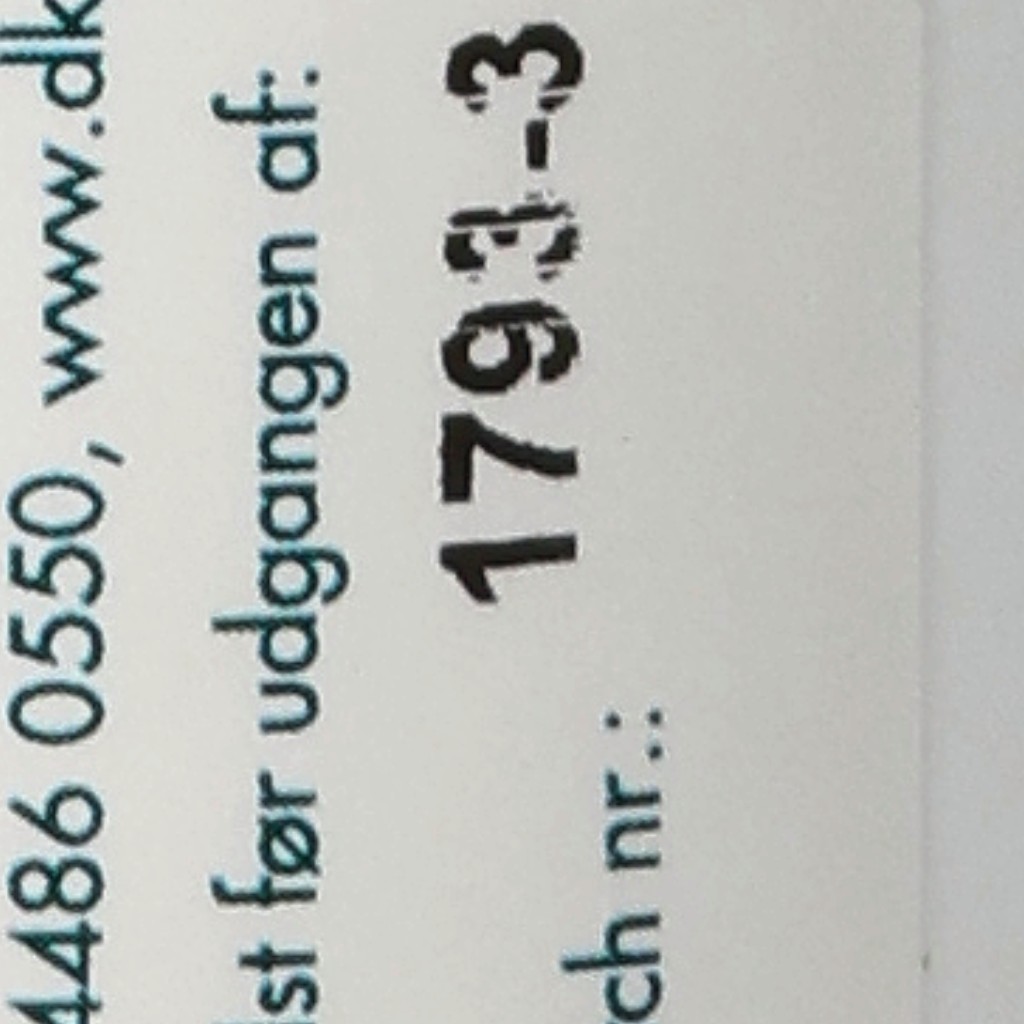 4486 0550, www.dk
st før udgangen af:
1793-3
ch nr.: